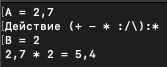 [A = 2,7
[Действие (+ - * :/\):*
[B = 2
2,7 * 2 = 5,4